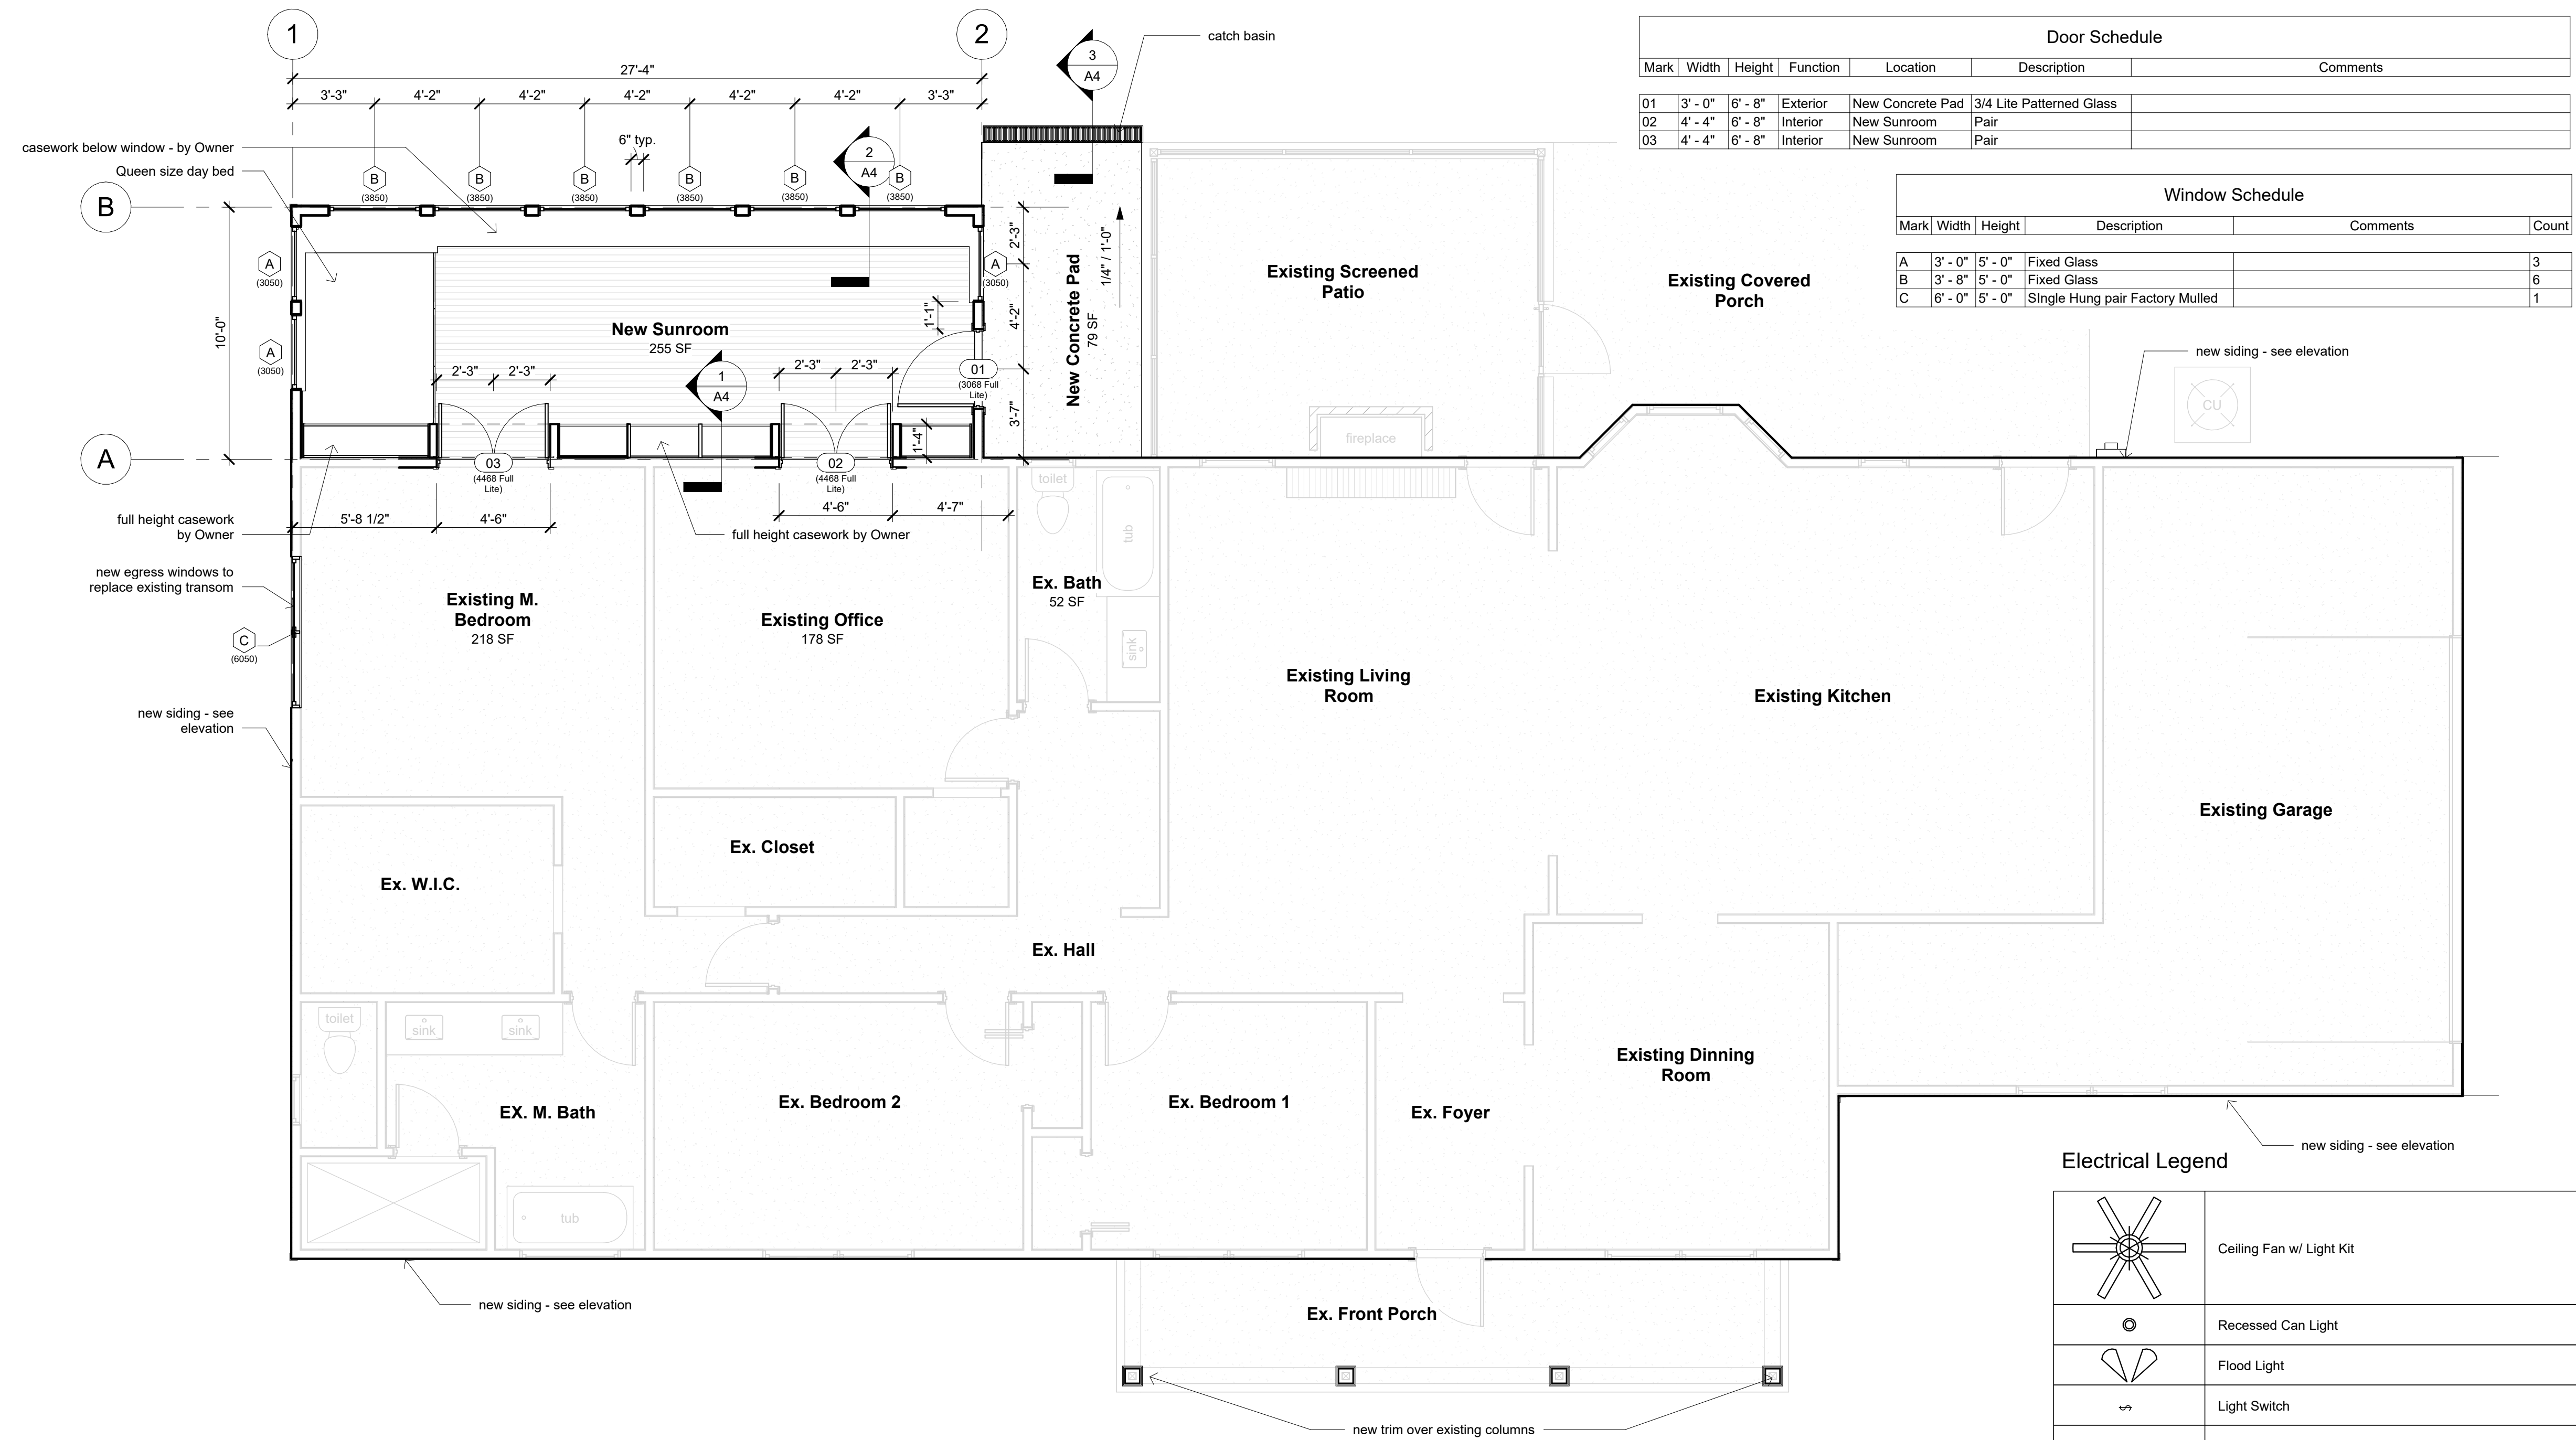 1
2
27'-4"
3'-3"
4'-2"
4'-2"
4'-2"
4'-2"
4'-2"
3'-3"
3
A4
catch basin
Door Schedule
Mark Width Height Function Location Description Comments
01 3' - 0" 6' - 8" Exterior New Concrete Pad 3/4 Lite Patterned Glass
02 4' - 4" 6' - 8" Interior New Sunroom Pair
03 4' - 4" 6' - 8" Interior New Sunroom Pair
Window Schedule
Mark Width Height Description Comments Count
A 3' - 0" 5' - 0" Fixed Glass 3
B 3' - 8" 5' - 0" Fixed Glass 6
C 6' - 0" 5' - 0" SIngle Hung pair Factory Mulled 1
casework below window - by Owner
Queen size day bed
6" typ.
2
A4
B
(3850)
B
(3850)
B
(3850)
B
(3850)
B
(3850)
B
(3850)
B
A
10'-0"
A
(3050)
A
(3050)
A
(3050)
New Sunroom
255 SF
1'-1"
2'-3"
4'-2"
3'-7"
1'-4"
2'-3"
2'-3"
2'-3"
2'-3"
1
A4
01
(3068 Full
Lite)
03
(4468 Full
Lite)
02
(4468 Full
Lite)
New Concrete Pad
79 SF
1/4" / 1'-0"
Existing Screened
Patio
Existing Covered
Porch
fireplace
new siding - see elevation
CU
full height casework
by Owner
5'-8 1/2"
4'-6"
4'-6"
4'-7"
full height casework by Owner
new egress windows to
replace existing transom
C
(6050)
new siding - see
elevation
Existing M.
Bedroom
218 SF
Existing Office
178 SF
toilet
tub
Ex. Bath
52 SF
sink
Existing Living
Room
Existing Kitchen
Existing Garage
Ex. W.I.C.
Ex. Closet
Ex. Hall
toilet
sink
sink
EX. M. Bath
tub
Ex. Bedroom 2
Ex. Bedroom 1
Ex. Foyer
Existing Dinning
Room
new siding - see elevation
new siding - see elevation
Ex. Front Porch
new trim over existing columns
Electrical Legend
Ceiling Fan w/ Light Kit
Recessed Can Light
Flood Light
Light Switch